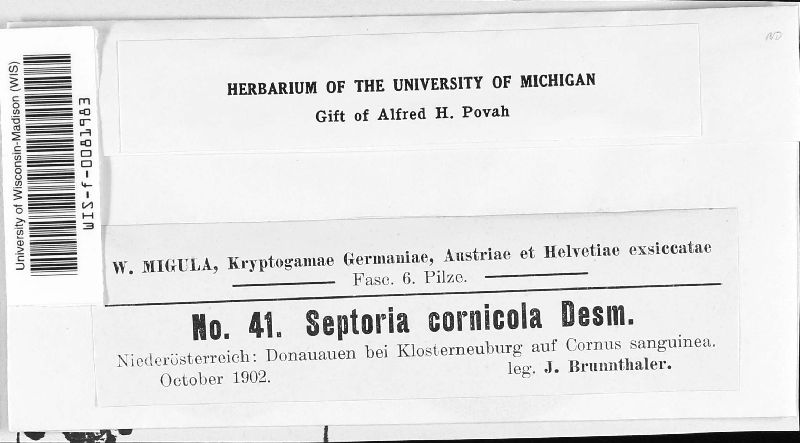 ND
HERBARIUM OF THE UNIVERSITY OF MICHIGAN
Gift of Alfred H. Povah
University of Wisconsin-Madison (WIS)
WIS-f-0081983
W. MIGULA, Kryptogamae Germaniae, Austriae et Helvetiae exsiccatae
Fasc. 6. Pilze.
No. 41. Septoria cornicola Desm.
Niederösterreich: Donauauen bei Klosterneuburg auf Cornus sanguinea.
October 1902. leg. J. Brunnthaler.